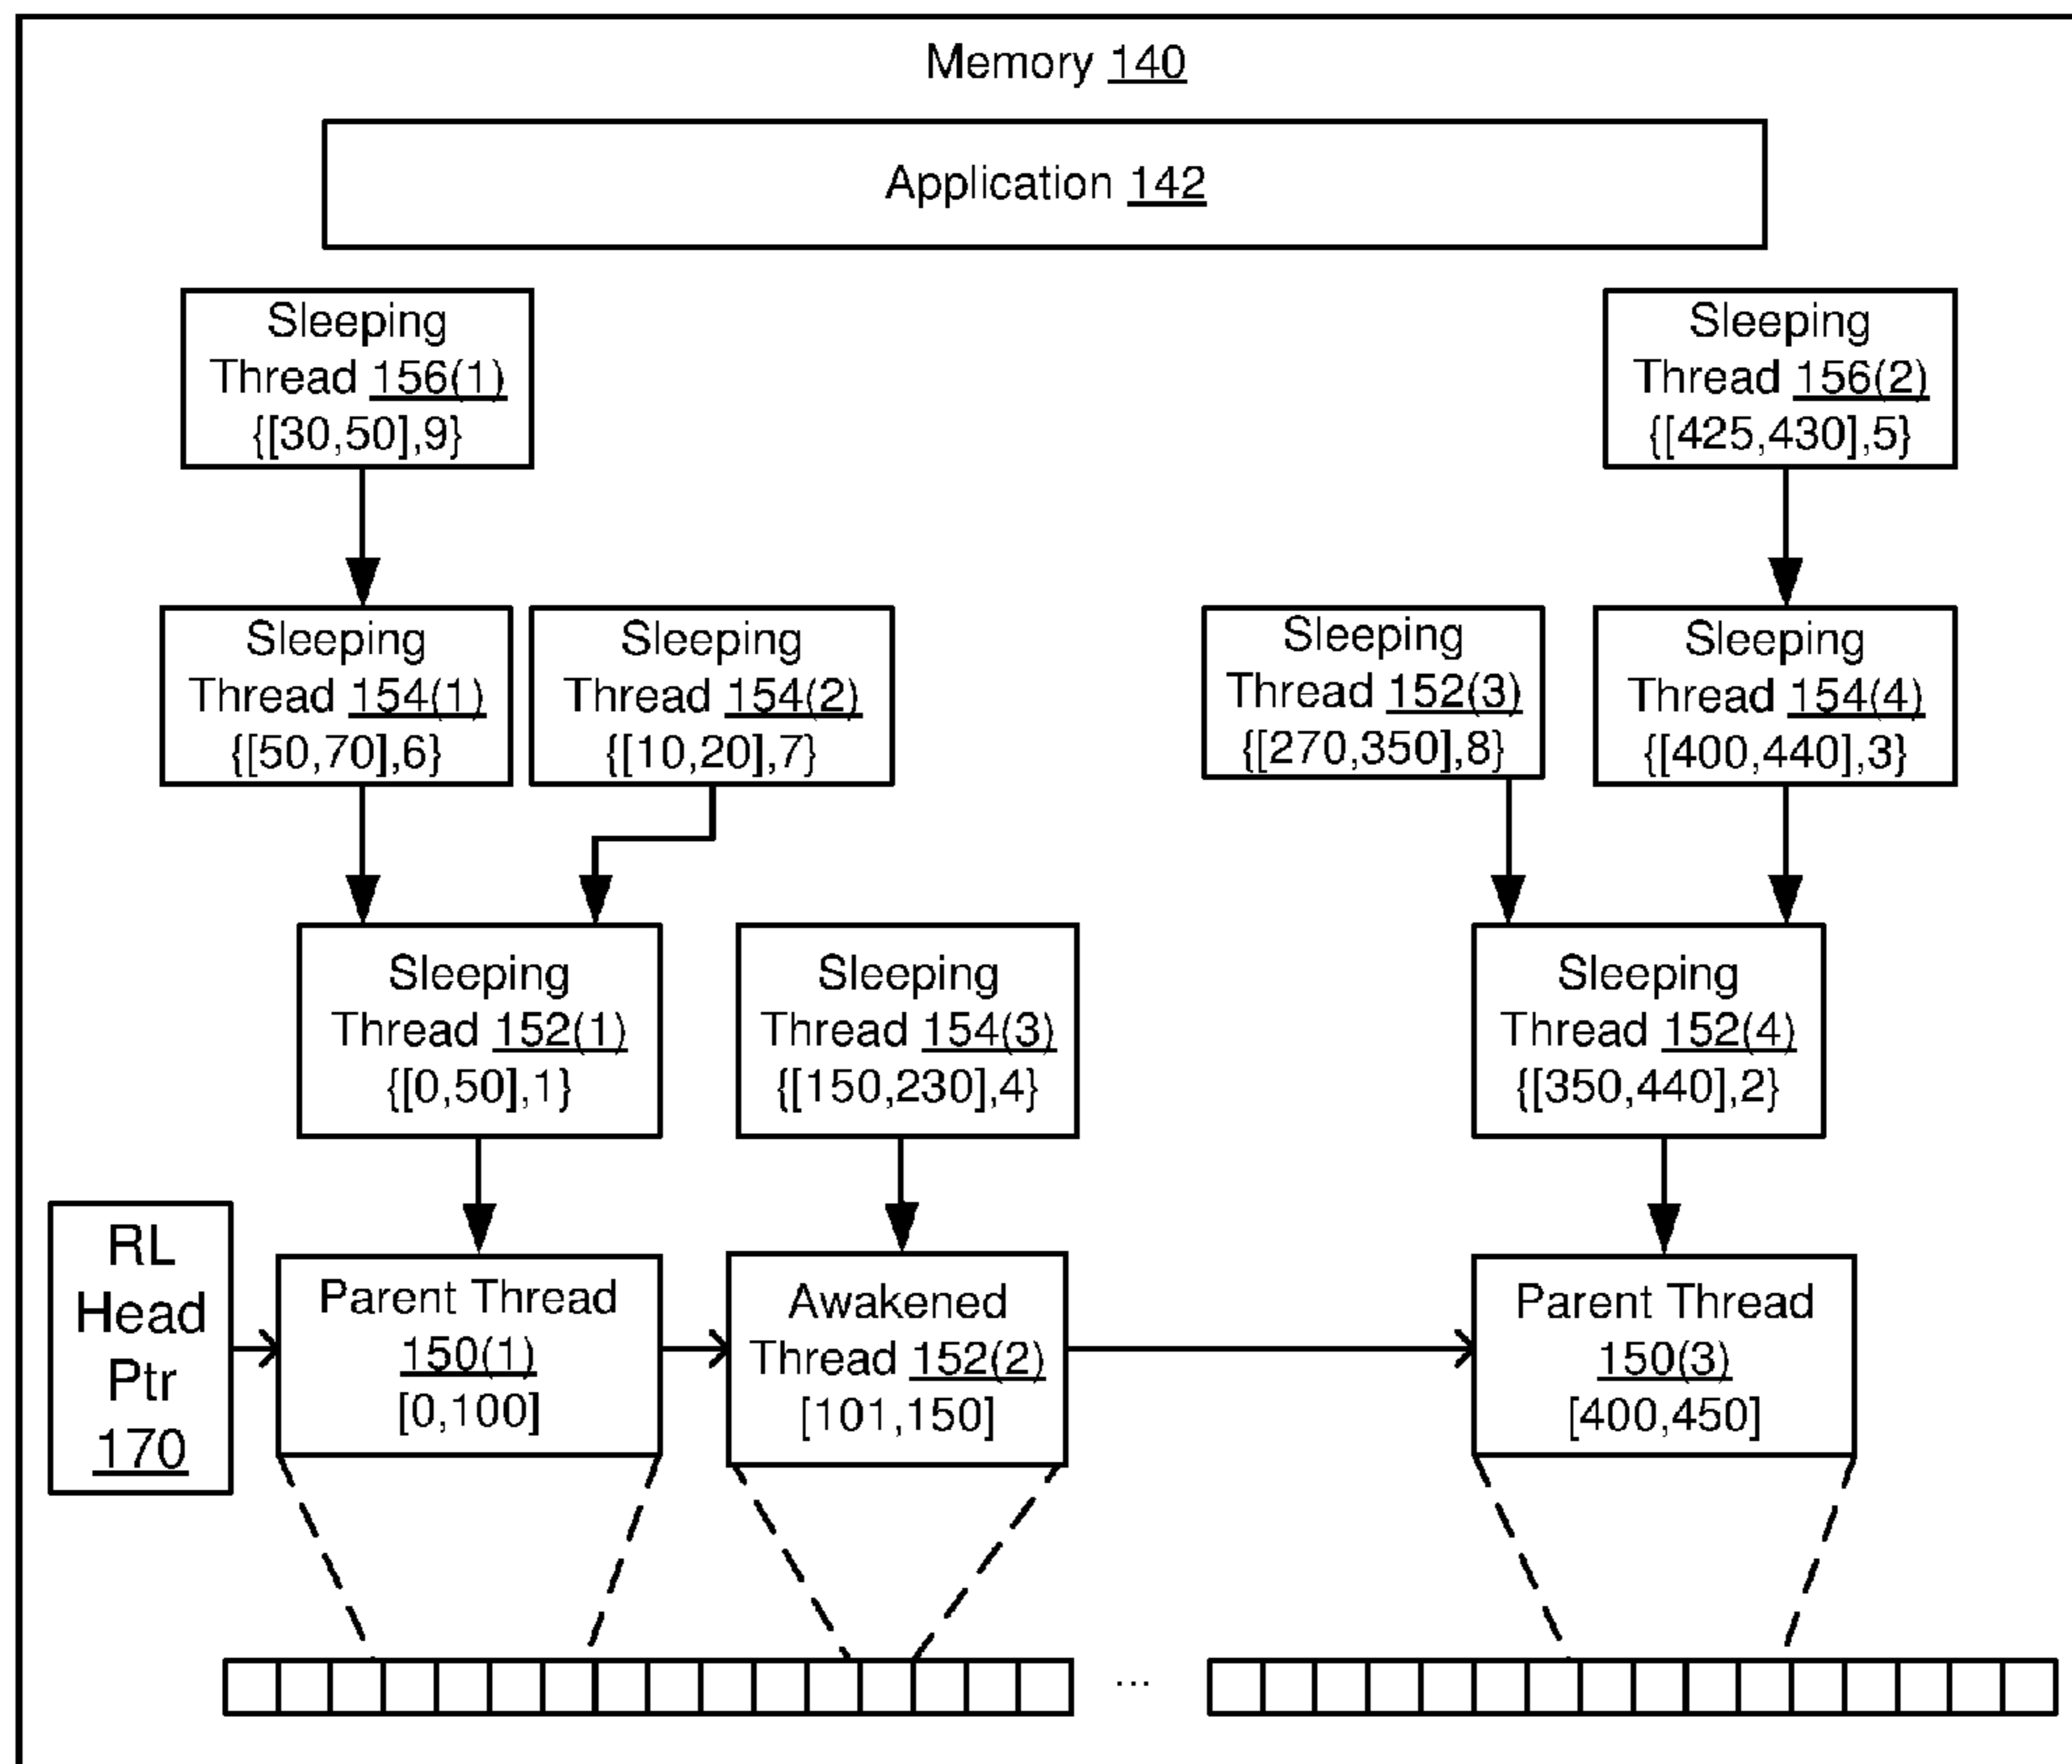 Memory 140
Application 142
Sleeping
Thread 156(1)
{[30,50],9}
Sleeping
Thread 156(2)
{[425,430],5}
Sleeping
Thread 154(1)
{[50,70],6}
Sleeping
Thread 154(2)
{[10,20],7}
Sleeping
Thread 152(3)
{[270,350],8}
Sleeping
Thread 154(4)
{[400,440],3}
Sleeping
Thread 152(1)
{[0,50],1}
Sleeping
Thread 154(3)
{[150,230],4}
Sleeping
Thread 152(4)
{[350,440],2}
RL
Head
Ptr
170
Parent Thread
150(1)
[0,100]
Awakened
Thread 152(2)
[101,150]
Parent Thread
150(3)
[400,450]
...